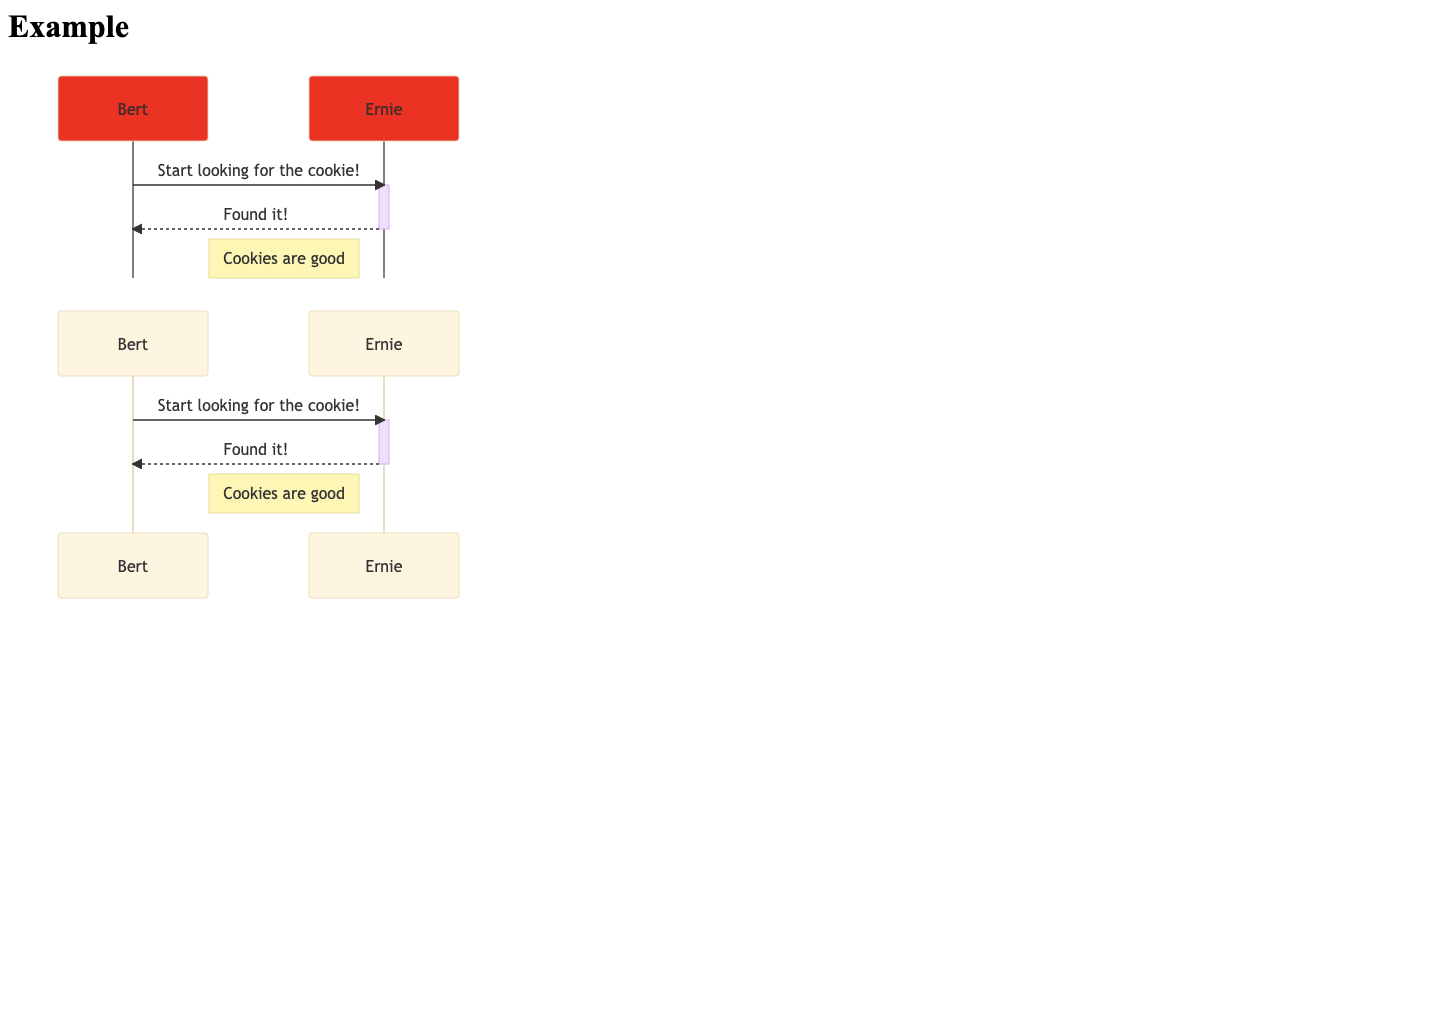 Example
Bert
Ernie
Start looking for the cookie!
Found it!
Cookies are good
Bert
Ernie
Start looking for the cookie!
Found it!
Cookies are good
Bert
Ernie